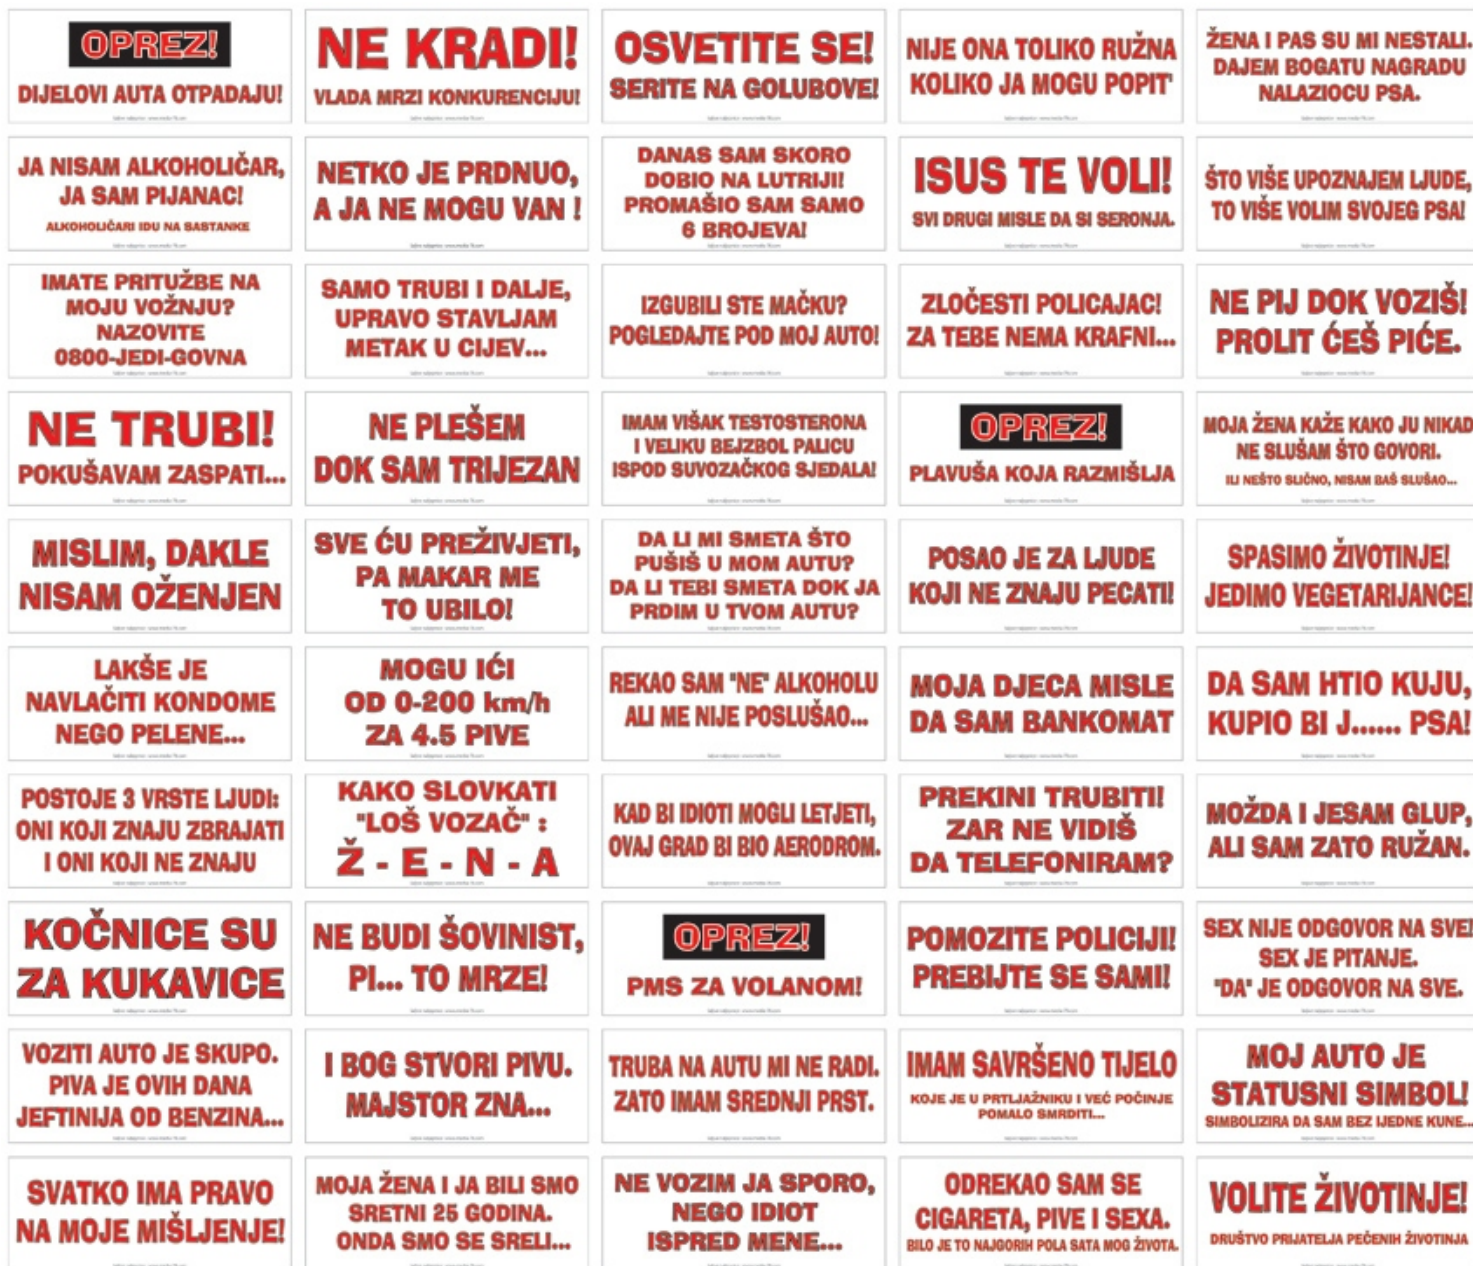 OPREZ!
DIJELOVI AUTA OTPADAJU!
NE KRADI!
VLADA MRZI KONKURENCIJU!
OSVETITE SE!
SERITE NA GOLUBOVE!
NIJE ONA TOLIKO RUŽNA
KOLIKO JA MOGU POPIT'
ŽENA I PAS SU MI NESTALI.
DAJEM BOGATU NAGRADU
NALAZIOCU PSA.
JA NISAM ALKOHOLIČAR,
JA SAM PIJANAC!
ALKOHOLIČARI IDU NA SASTANKE
NETKO JE PRDNUO,
A JA NE MOGU VAN !
DANAS SAM SKORO
DOBIO NA LUTRIJI!
PROMAŠIO SAM SAMO
6 BROJEVA!
ISUS TE VOLI!
SVI DRUGI MISLE DA SI SERONJA.
ŠTO VIŠE UPOZNAJEM LJUDE,
TO VIŠE VOLIM SVOJEG PSA!
IMATE PRITUŽBE NA
MOJU VOŽNJU?
NAZOVITE
0800-JEDI-GOVNA
SAMO TRUBI I DALJE,
UPRAVO STAVLJAM
METAK U CIJEV...
IZGUBILI STE MAČKU?
POGLEDAJTE POD MOJ AUTO!
ZLOČESTI POLICAJAC!
ZA TEBE NEMA KRAFNI...
NE PIJ DOK VOZIŠ!
PROLIT ĆEŠ PIĆE.
NE TRUBI!
POKUŠAVAM ZASPATI...
NE PLEŠEM
DOK SAM TRIJEZAN
IMAM VIŠAK TESTOSTERONA
I VELIKU BEJZBOL PALICU
ISPOD SUVOZAČKOG SJEDALA!
OPREZ!
PLAVUŠA KOJA RAZMIŠLJA
MOJA ŽENA KAŽE KAKO JU NIKAD
NE SLUŠAM ŠTO GOVORI.
ILI NEŠTO SLIČNO, NISAM BAŠ SLUŠAO...
MISLIM, DAKLE
NISAM OŽENJEN
SVE ĆU PREŽIVJETI,
PA MAKAR ME
TO UBILO!
DA LI MI SMETA ŠTO
PUŠIŠ U MOM AUTU?
DA LI TEBI SMETA DOK JA
PRDIM U TVOM AUTU?
POSAO JE ZA LJUDE
KOJI NE ZNAJU PECATI!
SPASIMO ŽIVOTINJE!
JEDIMO VEGETARIJANCE!
LAKŠE JE
NAVLAČITI KONDOME
NEGO PELENE...
MOGU IĆI
OD 0-200 km/h
ZA 4.5 PIVE
REKAO SAM "NE" ALKOHOLU
ALI ME NIJE POSLUŠAO...
MOJA DJECA MISLE
DA SAM BANKOMAT
DA SAM HTIO KUJU,
KUPIO BI J...... PSA!
POSTOJE 3 VRSTE LJUDI:
ONI KOJI ZNAJU ZBRAJATI
I ONI KOJI NE ZNAJU
KAKO SLOVKATI
"LOŠ VOZAČ" :
Ž - E - N - A
KAD BI IDIOTI MOGLI LETJETI,
OVAJ GRAD BI BIO AERODROM.
PREKINI TRUBITI!
ZAR NE VIDIŠ
DA TELEFONIRAM?
MOŽDA I JESAM GLUP,
ALI SAM ZATO RUŽAN.
KOČNICE SU
ZA KUKAVICE
NE BUDI ŠOVINIST,
PI... TO MRZE!
OPREZ!
PMS ZA VOLANOM!
POMOZITE POLICIJI!
PREBIJTE SE SAMI!
SEX NIJE ODGOVOR NA SVE!
SEX JE PITANJE.
"DA" JE ODGOVOR NA SVE.
VOZITI AUTO JE SKUPO.
PIVA JE OVIH DANA
JEFTINIJA OD BENZINA...
I BOG STVORI PIVU.
MAJSTOR ZNA...
TRUBA NA AUTU MI NE RADI.
ZATO IMAM SREDNJI PRST.
IMAM SAVRŠENO TIJELO
KOJE JE U PRTLJAŽNIKU I VEĆ POČINJE
POMALO SMRDITI...
MOJ AUTO JE
STATUSNI SIMBOL!
SIMBOLIZIRA DA SAM BEZ IJEDNE KUNE...
SVATKO IMA PRAVO
NA MOJE MIŠLJENJE!
MOJA ŽENA I JA BILI SMO
SRETNI 25 GODINA.
ONDA SMO SE SRELI...
NE VOZIM JA SPORO,
NEGO IDIOT
ISPRED MENE...
ODREKAO SAM SE
CIGARETA, PIVE I SEXA.
BILO JE TO NAJGORIH POLA SATA MOG ŽIVOTA.
VOLITE ŽIVOTINJE!
DRUŠTVO PRIJATELJA PEČENIH ŽIVOTINJA